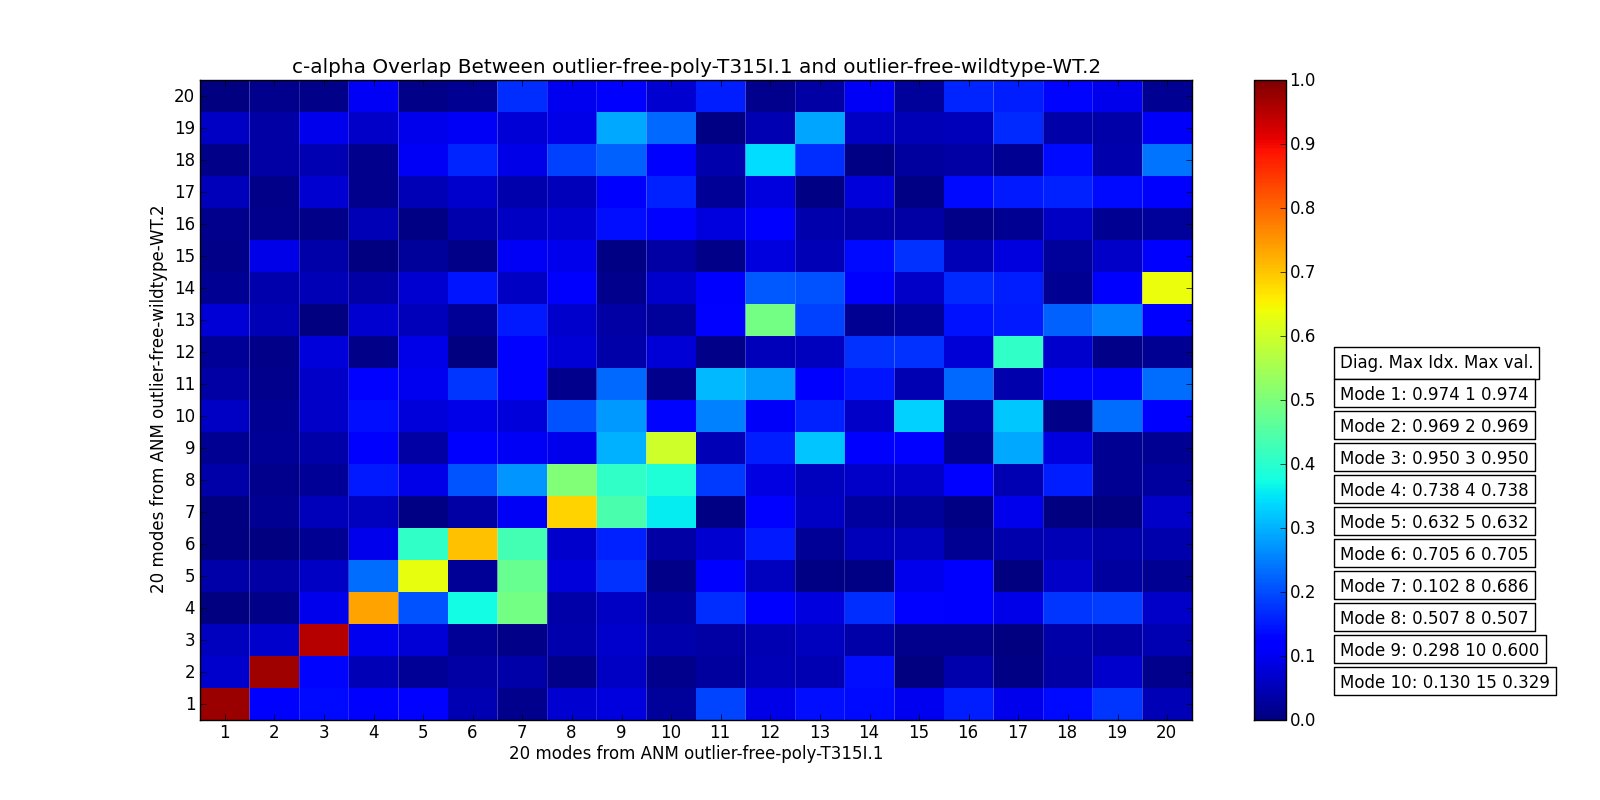 c-alpha Overlap Between outlier-free-poly-T315I.1 and outlier-free-wildtype-WT.2
20 modes from ANM outlier-free-wildtype-WT.2
20
19
18
17
16
15
14
13
12
11
10
9
8
7
6
5
4
3
2
1
1 2 3 4 5 6 7 8 9 10 11 12 13 14 15 16 17 18 19 20
20 modes from ANM outlier-free-poly-T315I.1
1.0
0.9
0.8
0.7
0.6
0.5
0.4
0.3
0.2
0.1
0.0
Diag. Max Idx. Max val.
Mode 1: 0.974 1 0.974
Mode 2: 0.969 2 0.969
Mode 3: 0.950 3 0.950
Mode 4: 0.738 4 0.738
Mode 5: 0.632 5 0.632
Mode 6: 0.705 6 0.705
Mode 7: 0.102 8 0.686
Mode 8: 0.507 8 0.507
Mode 9: 0.298 10 0.600
Mode 10: 0.130 15 0.329